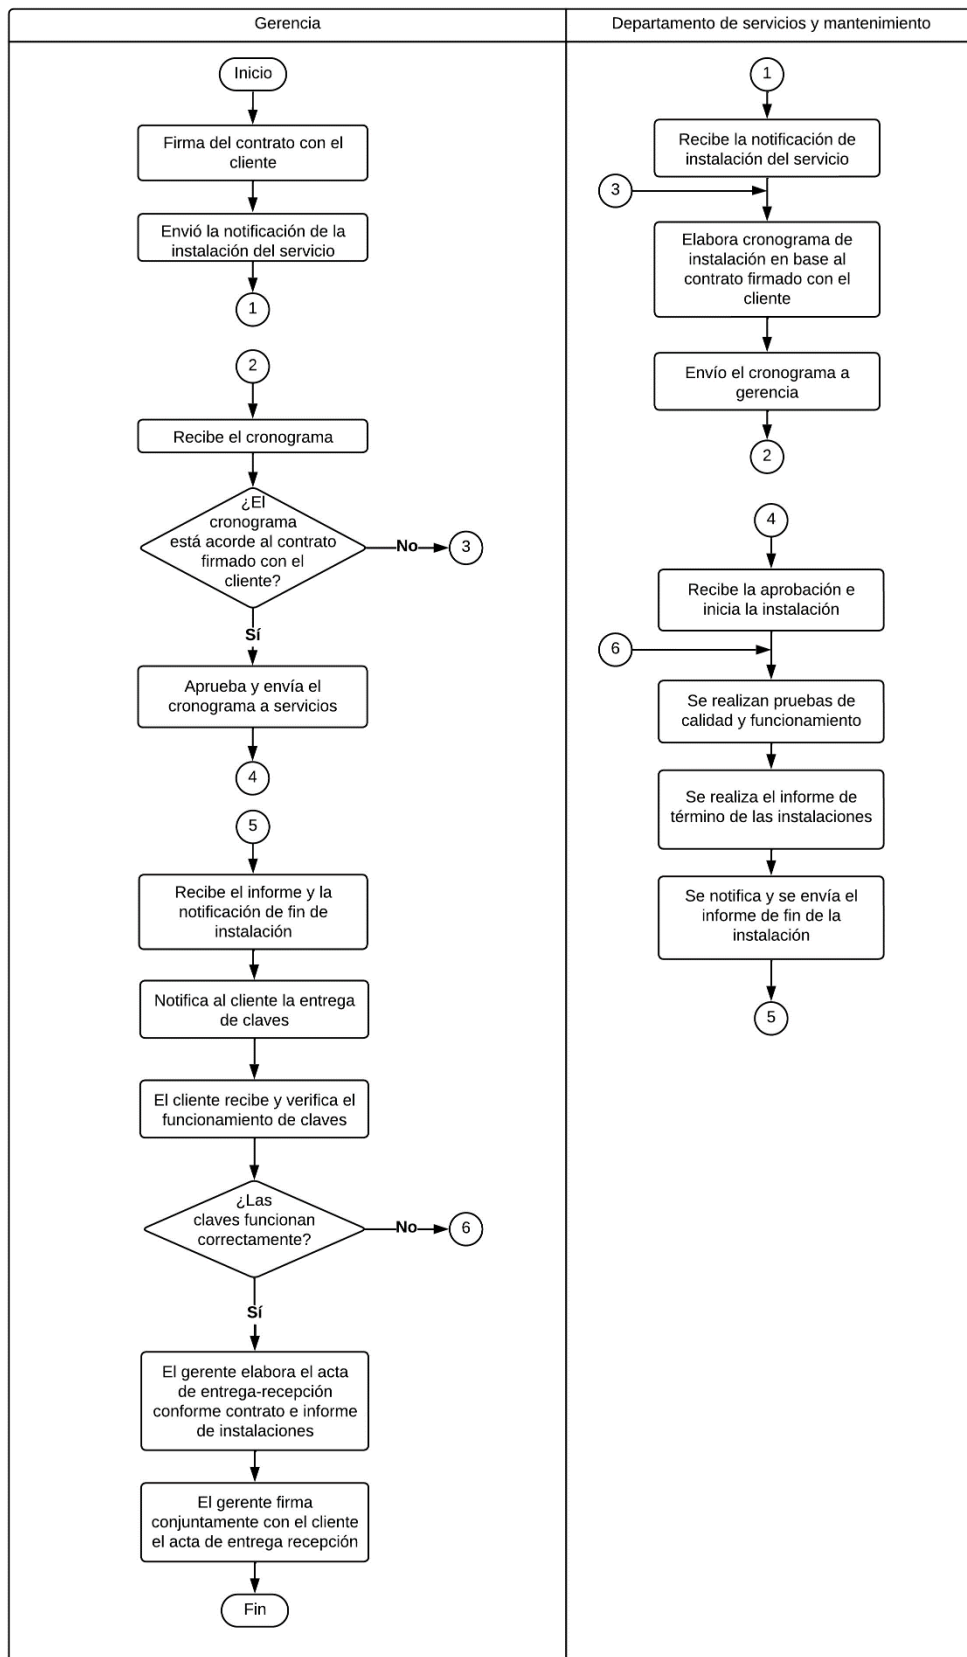 Gerencia
Departamento de servicios y mantenimiento
Inicio
Firma del contrato con el
cliente
Envió la notificación de la
instalación del servicio
1
2
Recibe el cronograma
¿El
cronograma
está acorde al contrato
firmado con el
cliente?
No
3
Sí
Aprueba y envía el
cronograma a servicios
4
5
Recibe el informe y la
notificación de fin de
instalación
Notifica al cliente la entrega
de claves
El cliente recibe y verifica el
funcionamiento de claves
¿Las
claves funcionan
correctamente?
No
6
Sí
El gerente elabora el acta
de entrega-recepción
conforme contrato e informe
de instalaciones
El gerente firma
conjuntamente con el cliente
el acta de entrega recepción
Fin
1
Recibe la notificación de
instalación del servicio
3
Elabora cronograma de
instalación en base al
contrato firmado con el
cliente
Envío el cronograma a
gerencia
2
4
Recibe la aprobación e
inicia la instalación
6
Se realizan pruebas de
calidad y funcionamiento
Se realiza el informe de
término de las instalaciones
Se notifica y se envía el
informe de fin de la
instalación
5